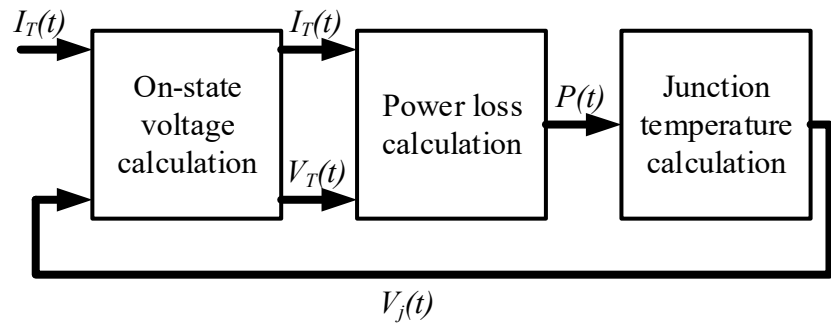 I_T(t)
I_T(t)
On-state
voltage
calculation
V_T(t)
Power loss
calculation
P(t)
Junction
temperature
calculation
V_j(t)